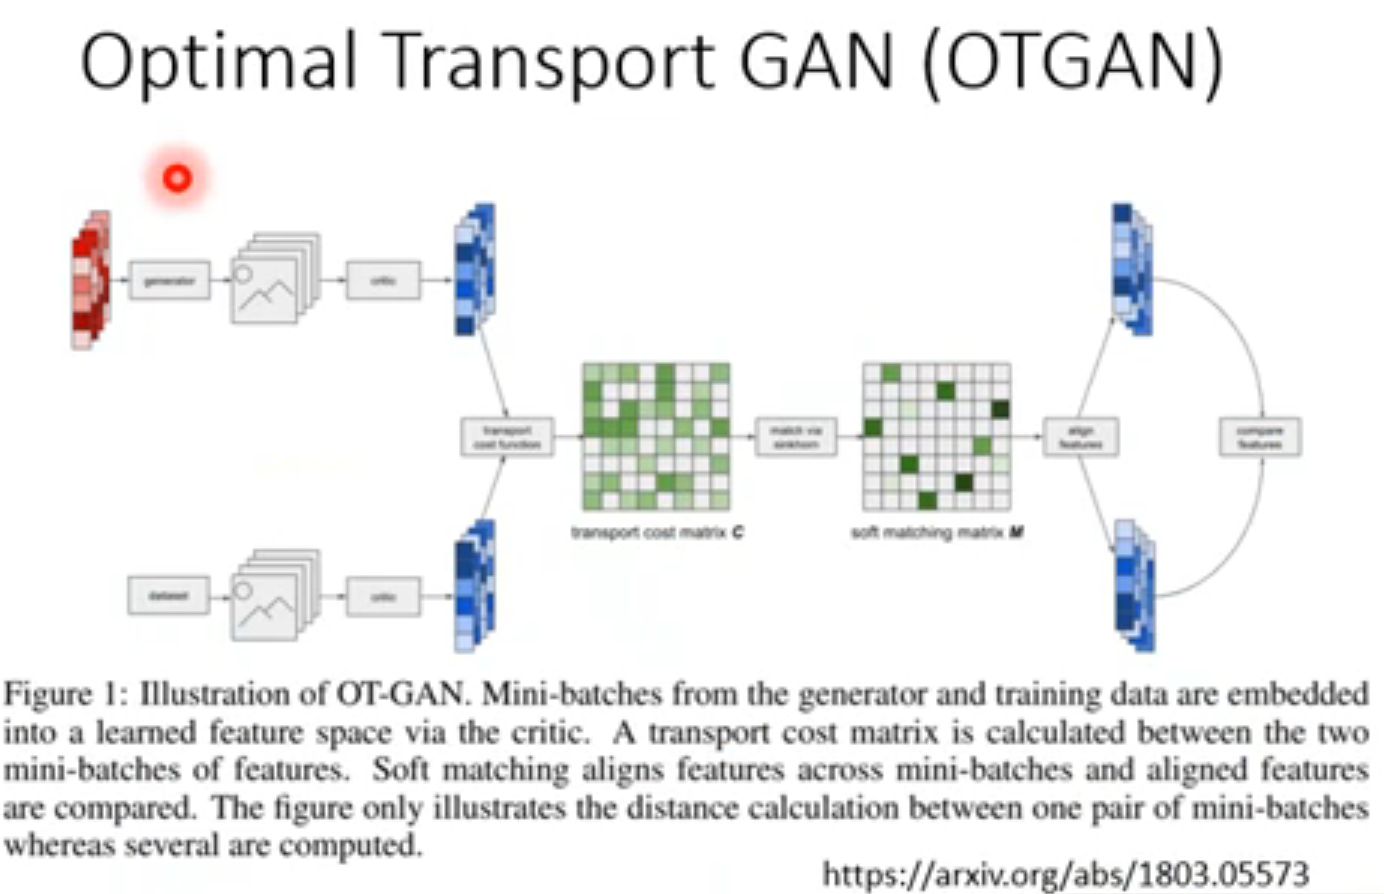 Optimal Transport GAN (OTGAN)
generator
critic
transport
cost function
match via
sinkhorn
align
features
compare
features
transport cost matrix C
soft matching matrix M
dataset
critic
Figure 1: Illustration of OT-GAN. Mini-batches from the generator and training data are embedded
into a learned feature space via the critic. A transport cost matrix is calculated between the two
mini-batches of features. Soft matching aligns features across mini-batches and aligned features
are compared. The figure only illustrates the distance calculation between one pair of mini-batches
whereas several are computed.
https://arxiv.org/abs/1803.05573